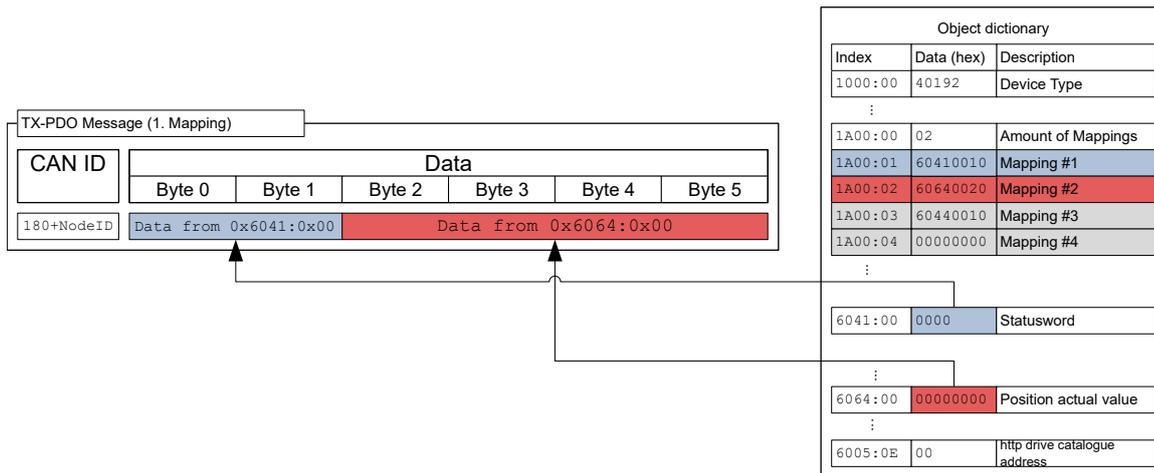 Object dictionary
Index Data (hex) Description
1000:00 40192 Device Type
⋮
TX-PDO Message (1. Mapping)
CAN ID Data
Byte 0 Byte 1 Byte 2 Byte 3 Byte 4 Byte 5
180+NodeID Data from 0x6041:0x00 Data from 0x6064:0x00
1A00:00 02 Amount of Mappings
1A00:01 60410010 Mapping #1
1A00:02 60640020 Mapping #2
1A00:03 60440010 Mapping #3
1A00:04 00000000 Mapping #4
⋮
6041:00 0000 Statusword
⋮
6064:00 00000000 Position actual value
⋮
6005:0E 00 http drive catalogue
address